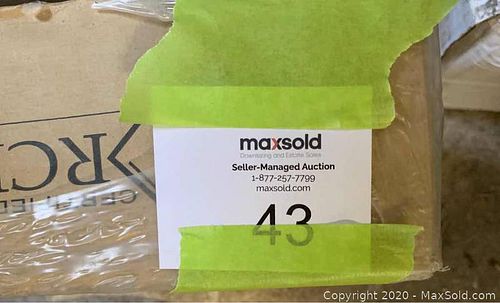 maxsold
Downsizing and Estate Sales
Seller-Managed Auction
1-877-257-7799
maxsold.com
43
Copyright © 2020 - MaxSold.com